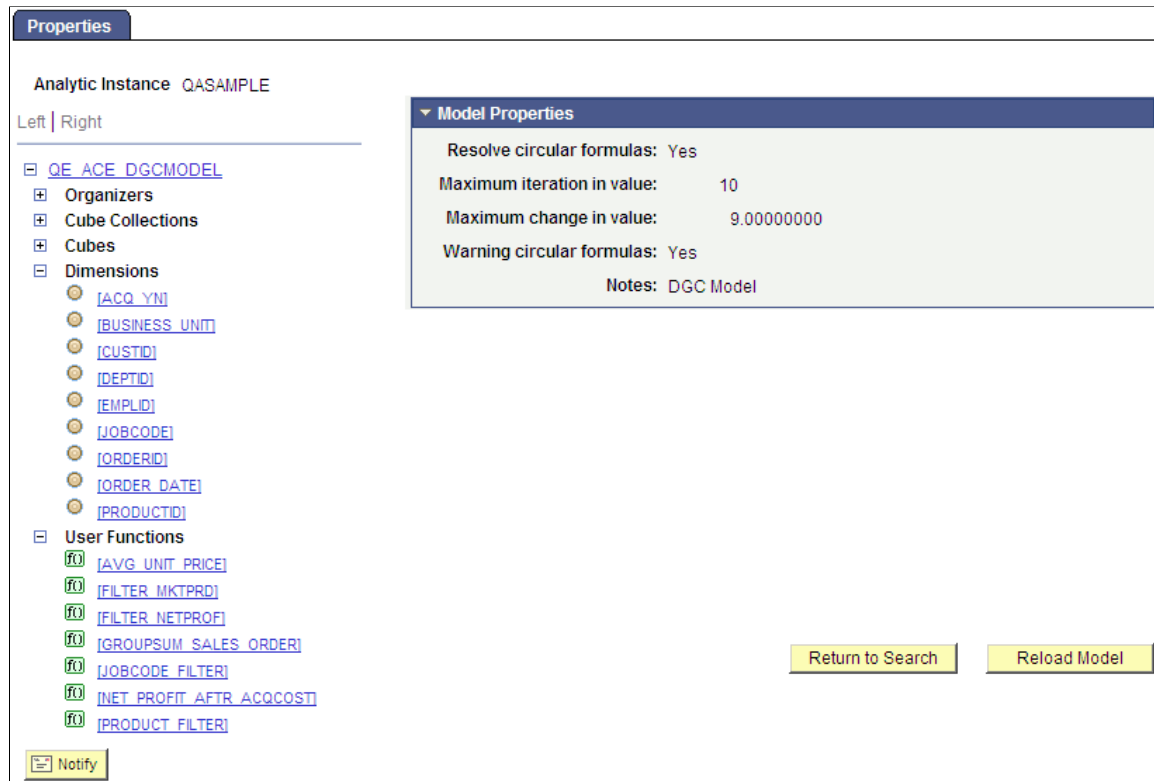 Properties
Analytic Instance QASAMPLE
Left | Right
QE_ACE_DGCMODEL
Organizers
Cube Collections
Cubes
Dimensions
[ACQ_YN]
[BUSINESS_UNIT]
[CUSTID]
[DEPTID]
[EMPLID]
[JOBCODE]
[ORDERID]
[ORDER_DATE]
[PRODUCTID]
User Functions
f() [AVG_UNIT_PRICE]
f() [FILTER_MKTPRD]
f() [FILTER_NETPROF]
f() [GROUPSUM_SALES_ORDER]
f() [JOBCODE_FILTER]
f() [NET_PROFIT_AFTR_ACQCOST]
f() [PRODUCT_FILTER]
Model Properties
Resolve circular formulas: Yes
Maximum iteration in value: 10
Maximum change in value: 9.00000000
Warning circular formulas: Yes
Notes: DGC Model
Return to Search Reload Model
Notify